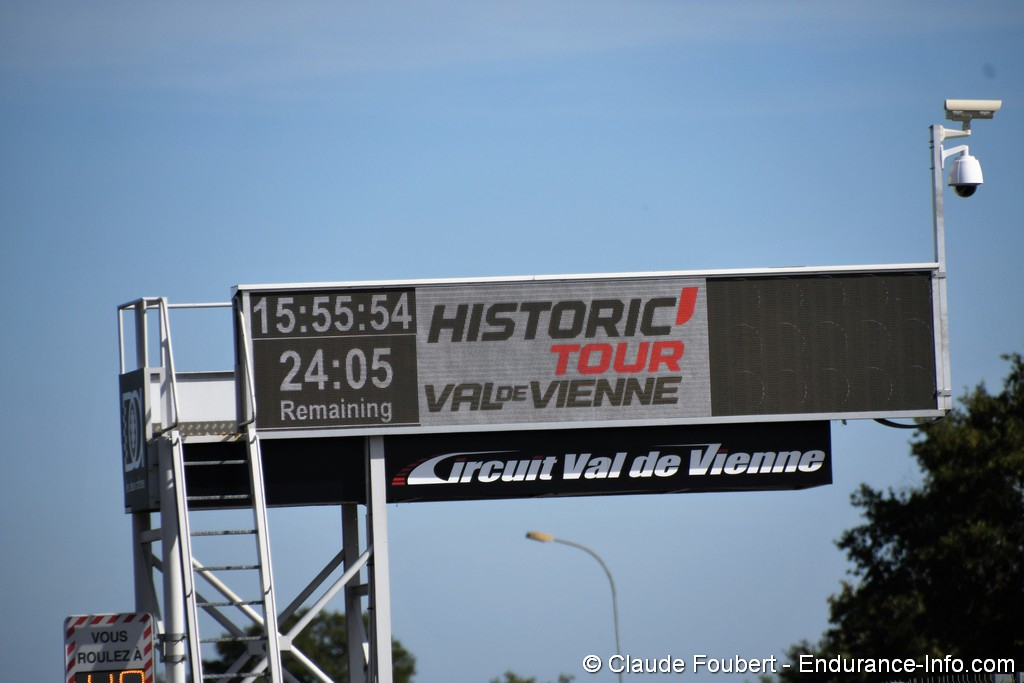 15:55:54
24:05
Remaining
HISTORIC
TOUR
VAL DE VIENNE
Circuit Val de Vienne
VOUS
ROULEZ A
© Claude Foubert - Endurance-Info.com